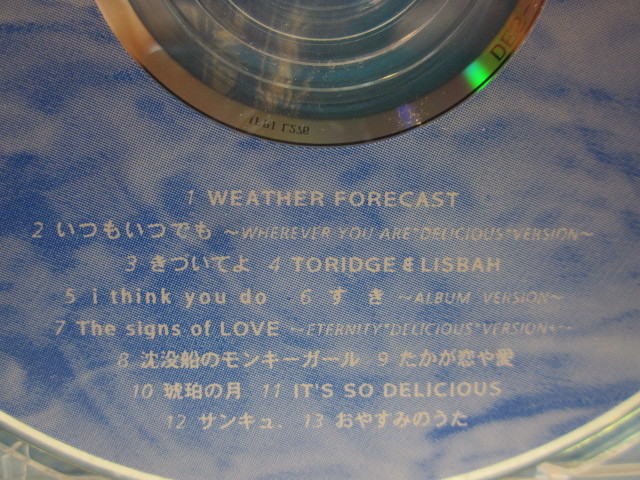 1 WEATHER FORECAST
2 いつもいつでも ～WHEREVER YOU ARE"DELICIOUS"VERSION～
3 きづいてよ 4 TORIDGE & LISBAH
5 i think you do 6 すき ～ALBUM VERSION～
7 The signs of LOVE ～ETERNITY"DELICIOUS"VERSION～
8 沈没船のモンキーガール 9 たかが恋や愛
10 琥珀の月 11 IT'S SO DELICIOUS
12 サンキュ. 13 おやすみのうた